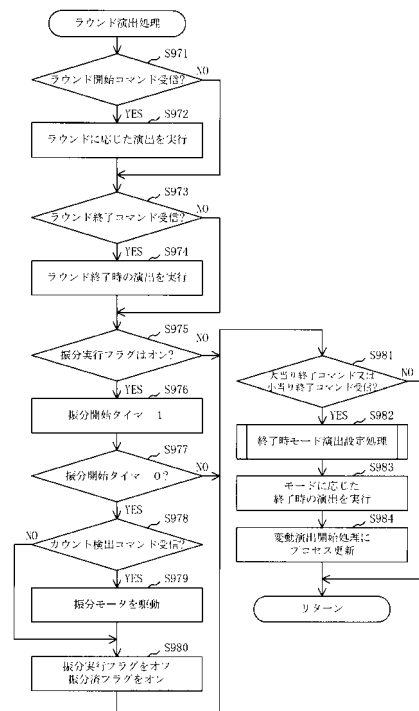 ラウンド演出処理
S971
ラウンド開始コマンド受信?
NO
YES
S972
ラウンドに応じた演出を実行
S973
ラウンド終了コマンド受信?
NO
YES
S974
ラウンド終了時の演出を実行
S975
振分実行フラグはオン?
NO
YES
S976
振分開始タイマ 1
S977
振分開始タイマ 0?
NO
YES
S978
カウント検出コマンド受信?
NO
YES
S979
振分モータを駆動
S980
振分実行フラグをオフ
振分済フラグをオン
S981
大当り終了コマンド又は
小当り終了コマンド受信?
NO
YES
S982
終了時モード演出設定処理
S983
モードに応じた
終了時の演出を実行
S984
変動演出開始処理に
プロセス更新
リターン